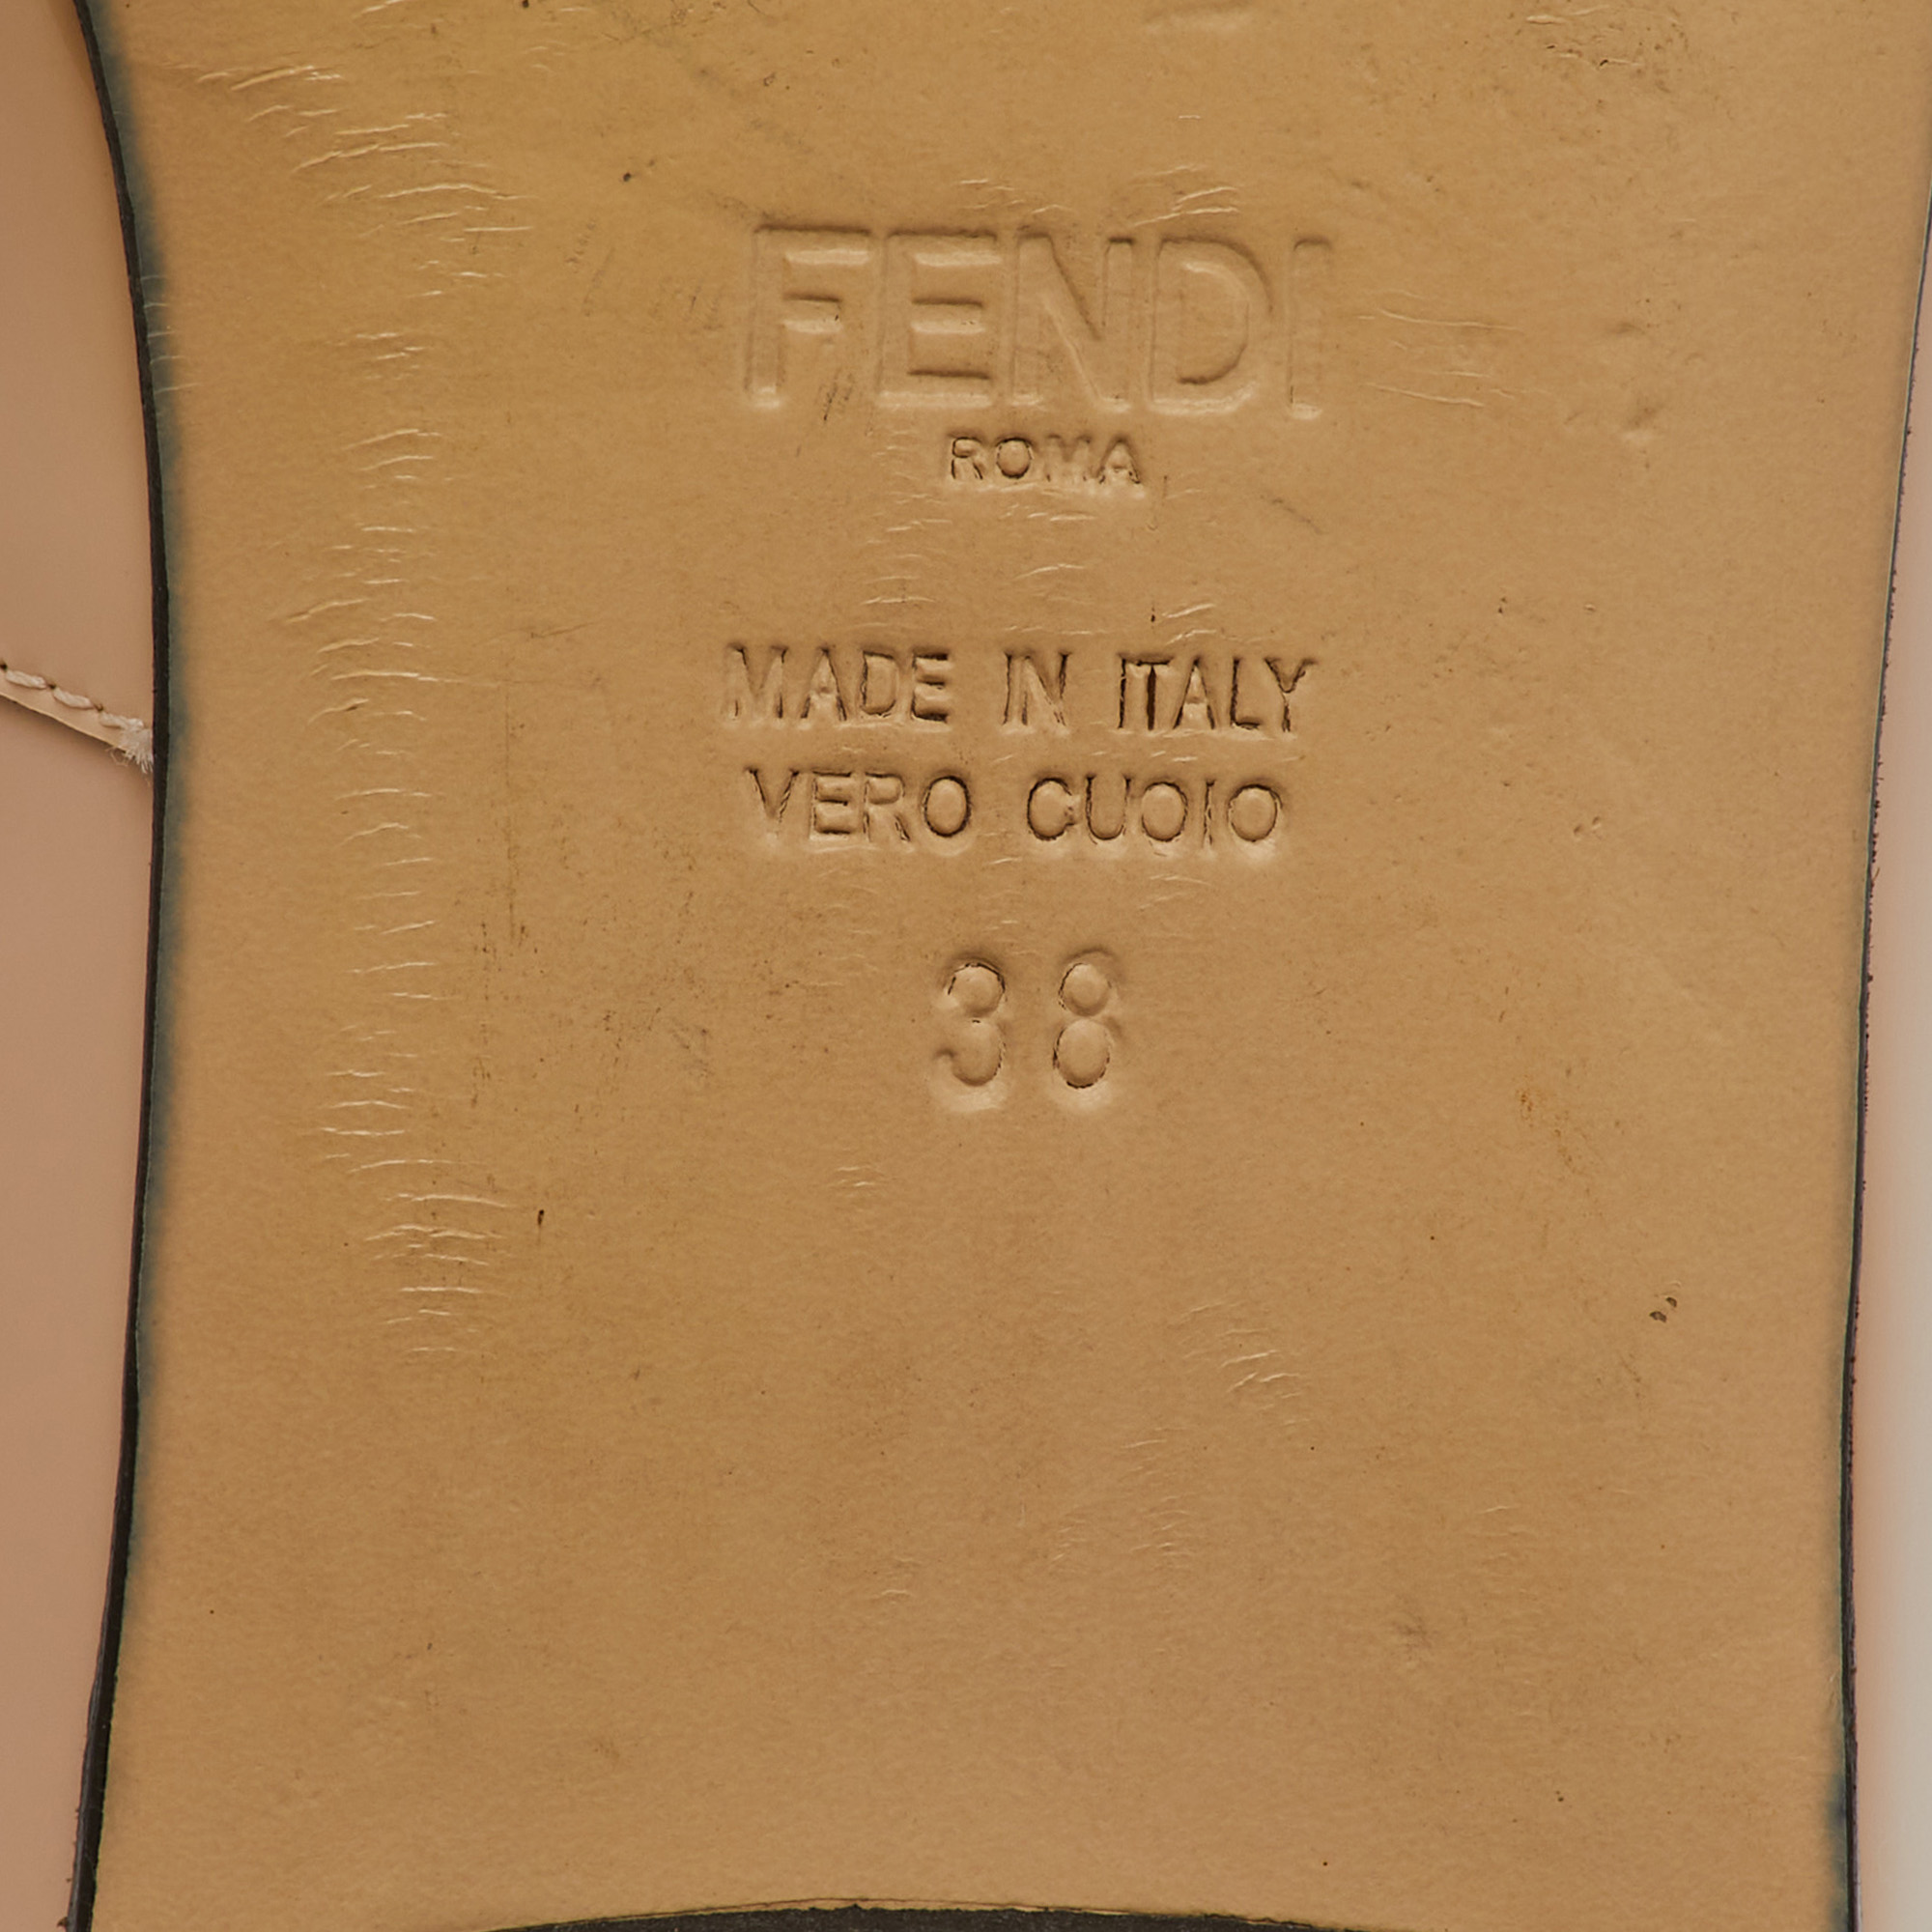 FENDI
ROMA
MADE IN ITALY
VERO CUOIO
38